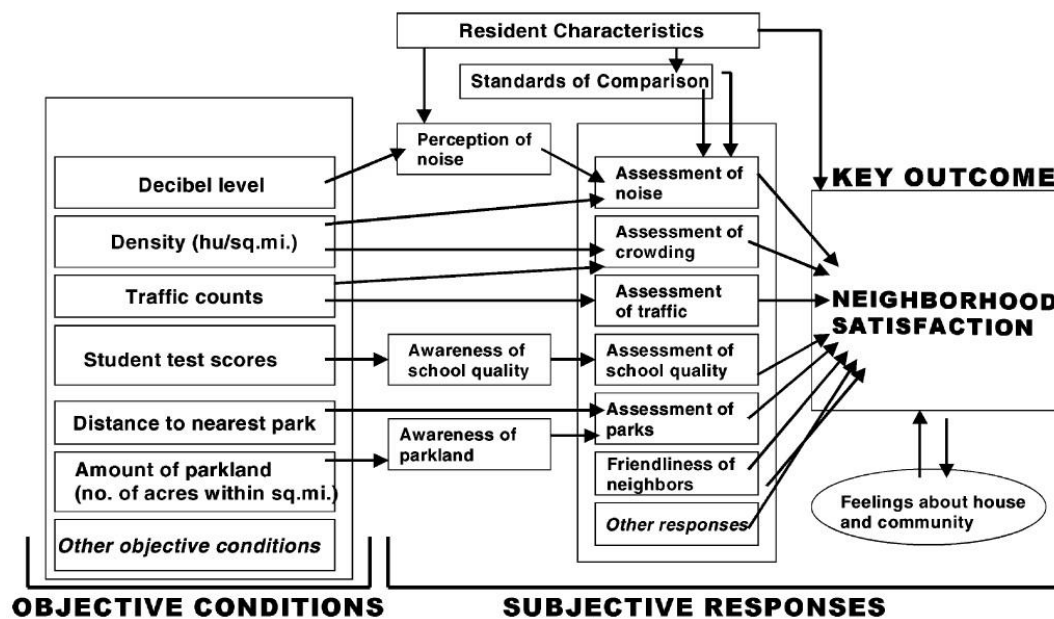 Resident Characteristics
Standards of Comparison
Perception of
noise
Decibel level
Density (hu/sq.mi.)
Traffic counts
Student test scores
Distance to nearest park
Amount of parkland
(no. of acres within sq.mi.)
Other objective conditions
Awareness of
school quality
Awareness of
parkland
Assessment of
noise
Assessment of
crowding
Assessment
of traffic
Assessment of
school quality
Assessment of
parks
Friendliness of
neighbors
Other responses
KEY OUTCOME
NEIGHBORHOOD
SATISFACTION
Feelings about house
and community
OBJECTIVE CONDITIONS
SUBJECTIVE RESPONSES